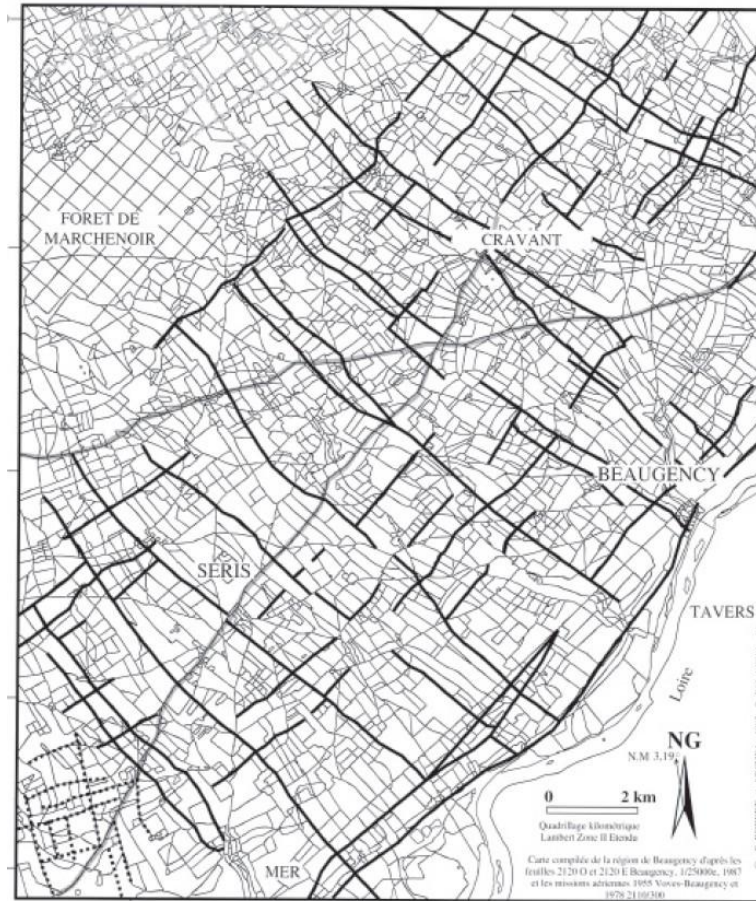 FORET DE
MARCHENOIR
CRAVANT
BEAUGENCY
SERIS
TAVERS
Loire
NG
N.M 3,19
0 2 km
Quadrillage kilométrique
Lambert Zone II Etendu
MER
Carte compilée de la région de Beaugency d'après les
feuilles 2120 O et 2120 E Beaugency, 1/25000e, 1987
et les missions aériennes 1955 Voves-Beaugency et
1978 2110/300